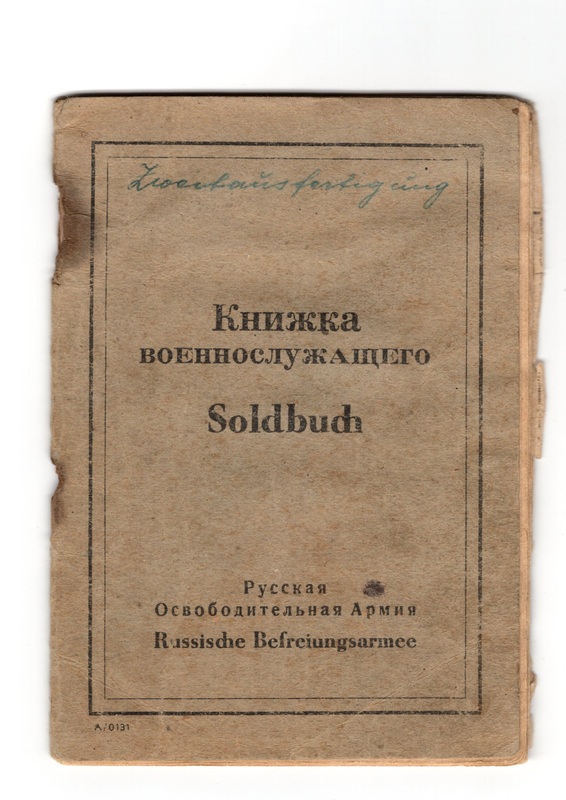 Zweitausfertigung
Книжка
военнослужащего
Soldbuch
Русская
Освободительная Армия
Russische Befreiungsarmee
A/0131